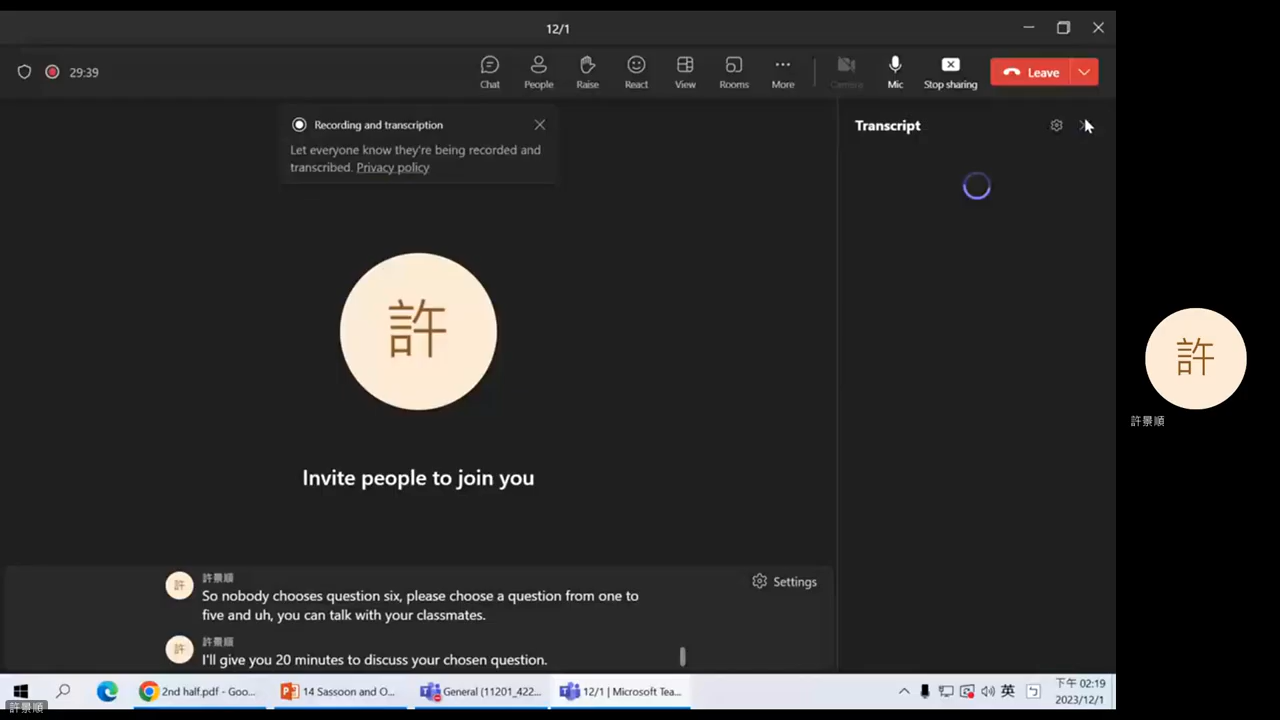 12/1
29:39
Chat
People
Raise
React
View
Rooms
More
Camera
Mic
Stop sharing
Leave
Recording and transcription
Let everyone know they're being recorded and
transcribed. Privacy policy
Transcript
許
Invite people to join you
許
許景順
許
許景順
So nobody chooses question six, please choose a question from one to
five and uh, you can talk with your classmates.
Settings
許
許景順
I'll give you 20 minutes to discuss your chosen question.
2nd half.pdf - Goo...
14 Sassoon and O...
General (11201_422...
12/1 | Microsoft Tea...
英
下午 02:19
2023/12/1
許景順